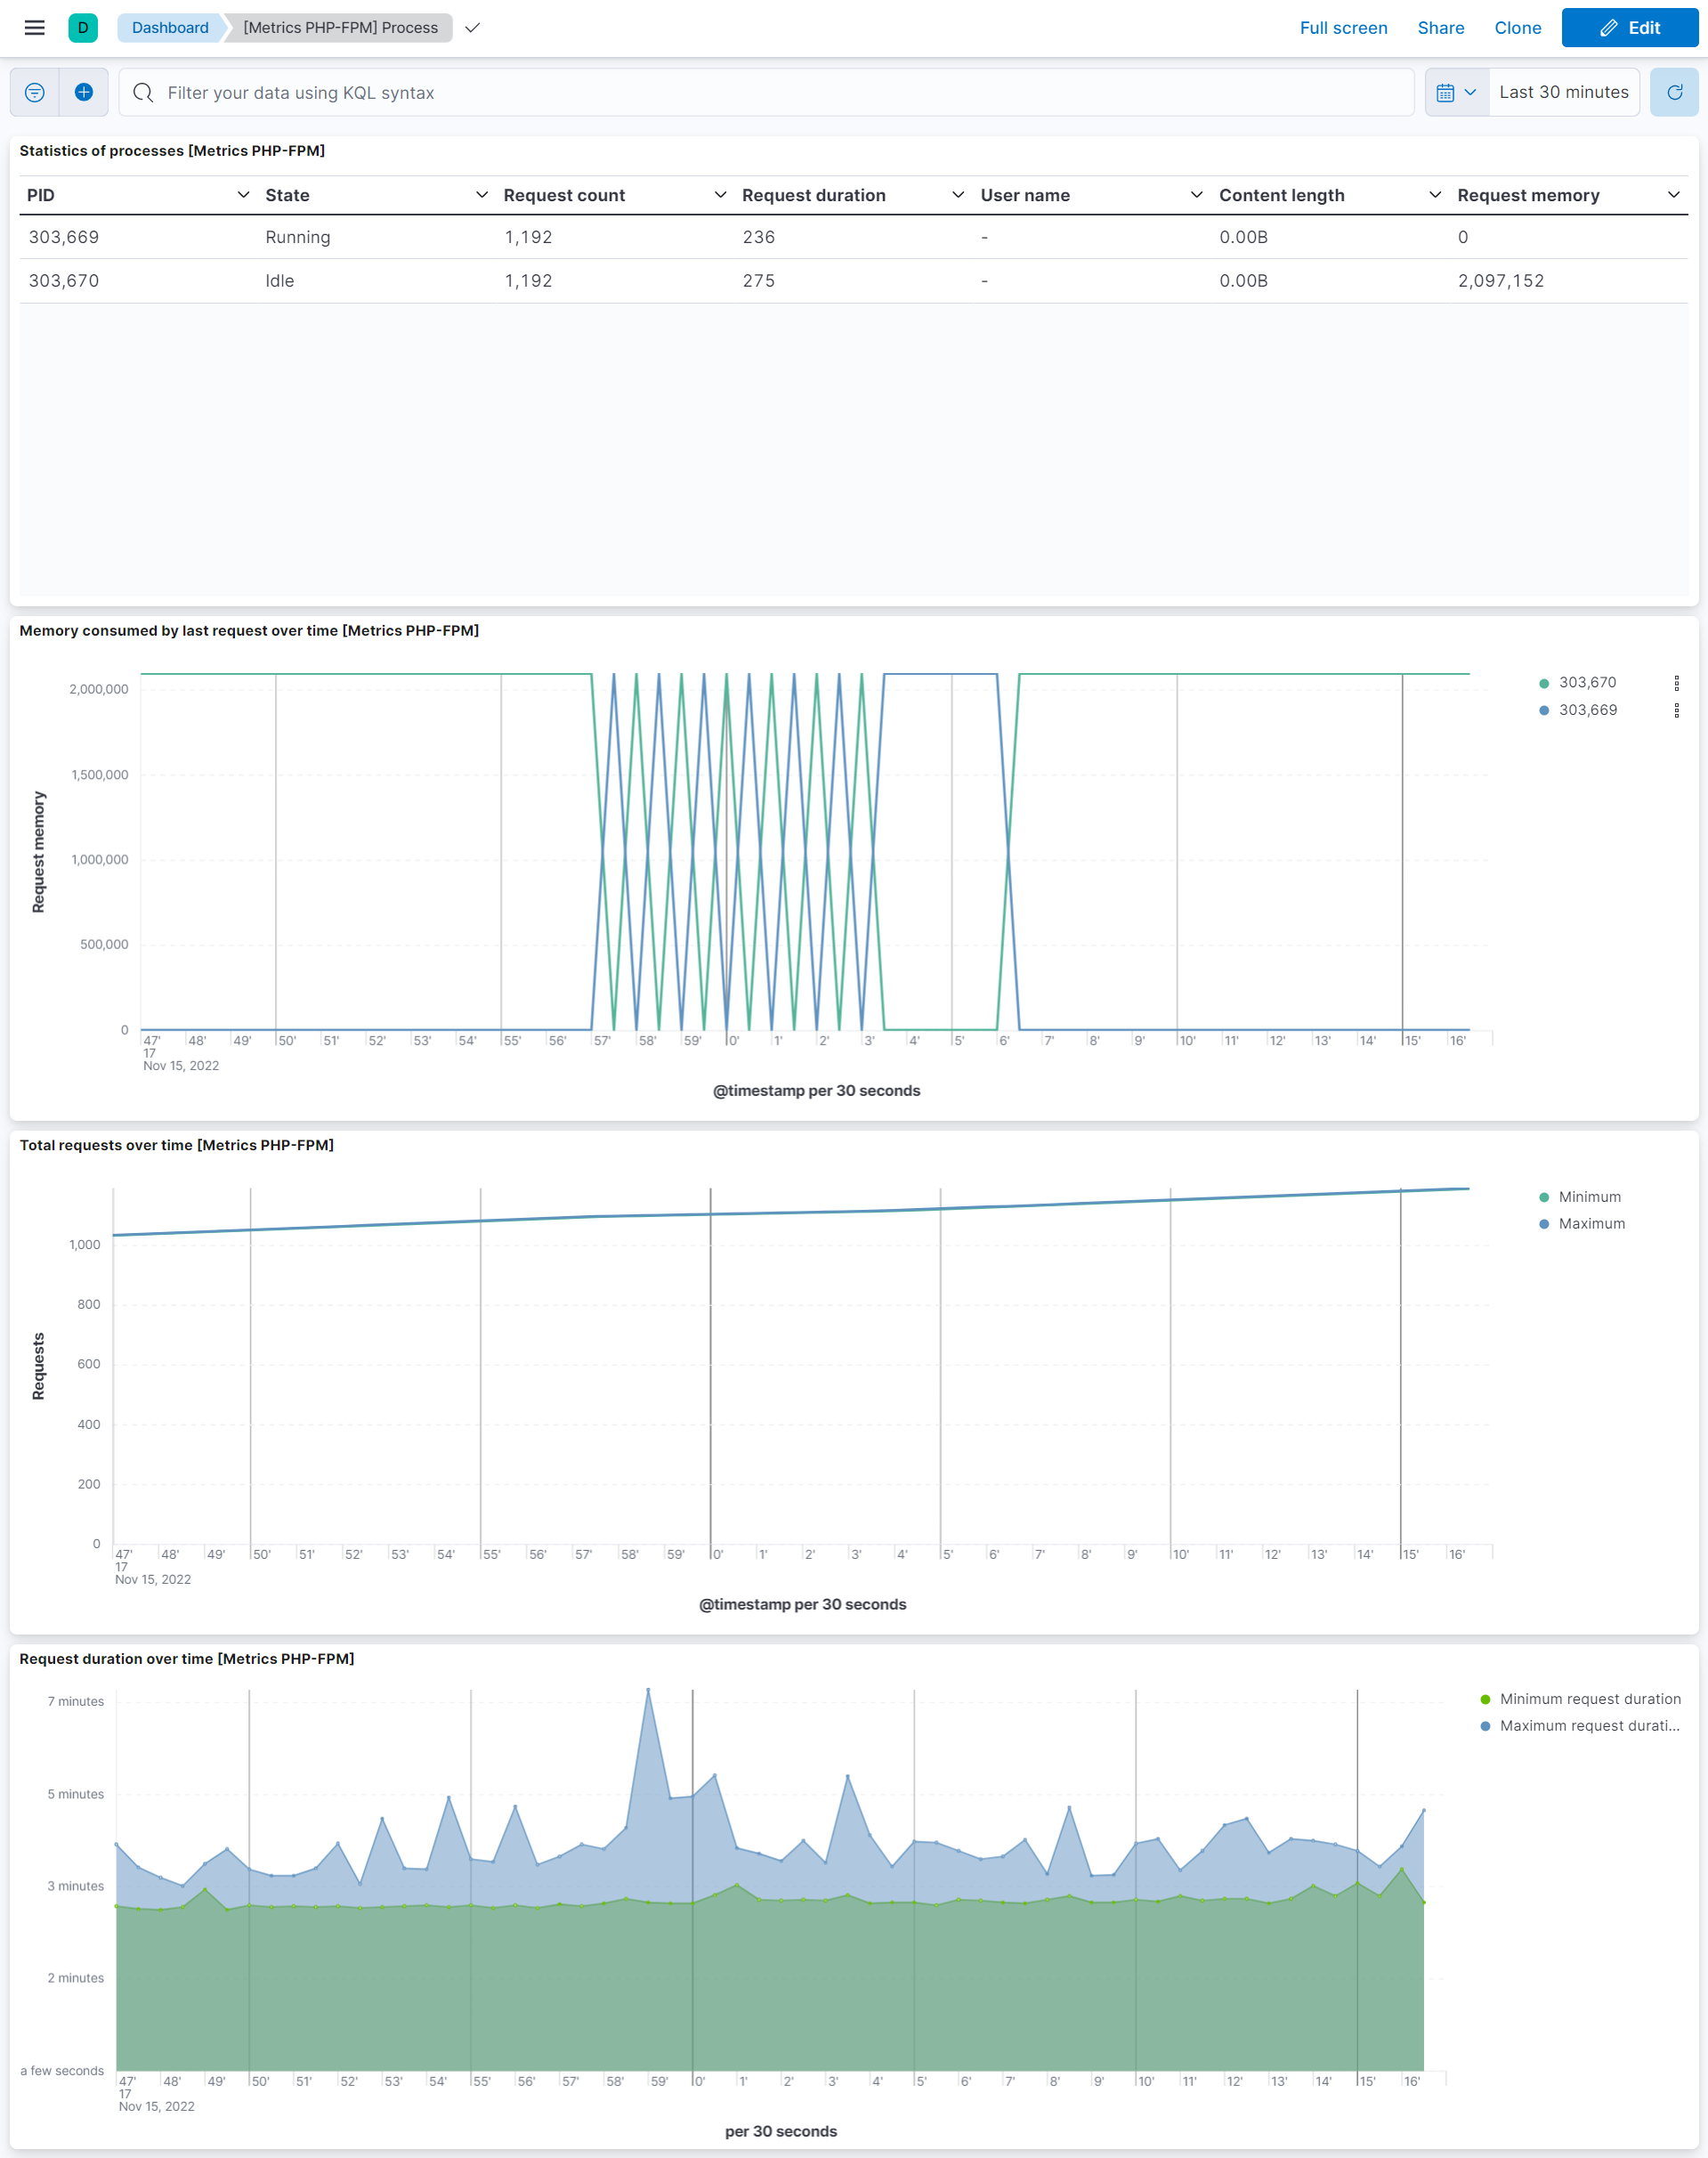 D Dashboard [Metrics PHP-FPM] Process Full screen Share Clone Edit
Filter your data using KQL syntax Last 30 minutes
Statistics of processes [Metrics PHP-FPM]
PID State Request count Request duration User name Content length Request memory
303,669 Running 1,192 236 - 0.00B 0
303,670 Idle 1,192 275 - 0.00B 2,097,152
Memory consumed by last request over time [Metrics PHP-FPM]
Request memory
2,000,000
1,500,000
1,000,000
500,000
0
303,670
303,669
47' 48' 49' 50' 51' 52' 53' 54' 55' 56' 57' 58' 59' 0' 1' 2' 3' 4' 5' 6' 7' 8' 9' 10' 11' 12' 13' 14' 15' 16'
17
Nov 15, 2022
@timestamp per 30 seconds
Total requests over time [Metrics PHP-FPM]
Requests
1,000
800
600
400
200
0
Minimum
Maximum
47' 48' 49' 50' 51' 52' 53' 54' 55' 56' 57' 58' 59' 0' 1' 2' 3' 4' 5' 6' 7' 8' 9' 10' 11' 12' 13' 14' 15' 16'
17
Nov 15, 2022
@timestamp per 30 seconds
Request duration over time [Metrics PHP-FPM]
7 minutes
5 minutes
3 minutes
2 minutes
a few seconds
Minimum request duration
Maximum request durati...
47' 48' 49' 50' 51' 52' 53' 54' 55' 56' 57' 58' 59' 0' 1' 2' 3' 4' 5' 6' 7' 8' 9' 10' 11' 12' 13' 14' 15' 16'
17
Nov 15, 2022
per 30 seconds